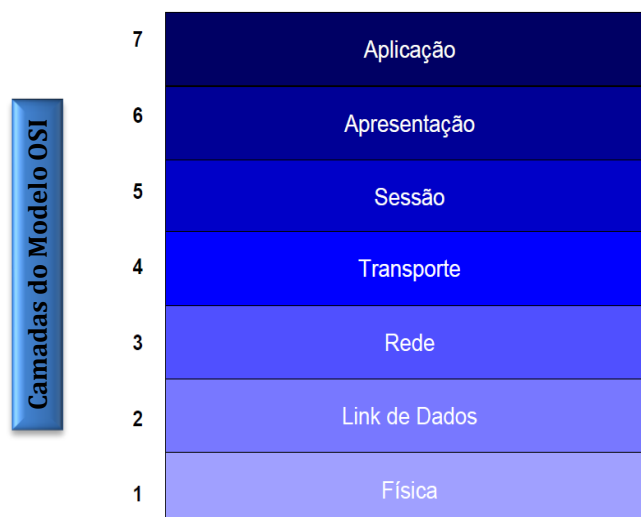 Camadas do Modelo OSI
7
Aplicação
6
Apresentação
5
Sessão
4
Transporte
3
Rede
2
Link de Dados
1
Física